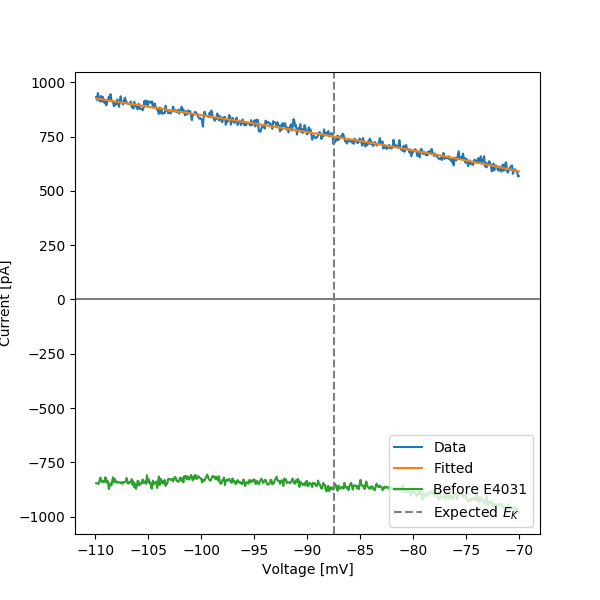 1000
750
500
250
0
−250
−500
−750
−1000
Current [pA]
−110 −105 −100 −95 −90 −85 −80 −75 −70
Voltage [mV]
Data
Fitted
Before E4031
Expected E_K